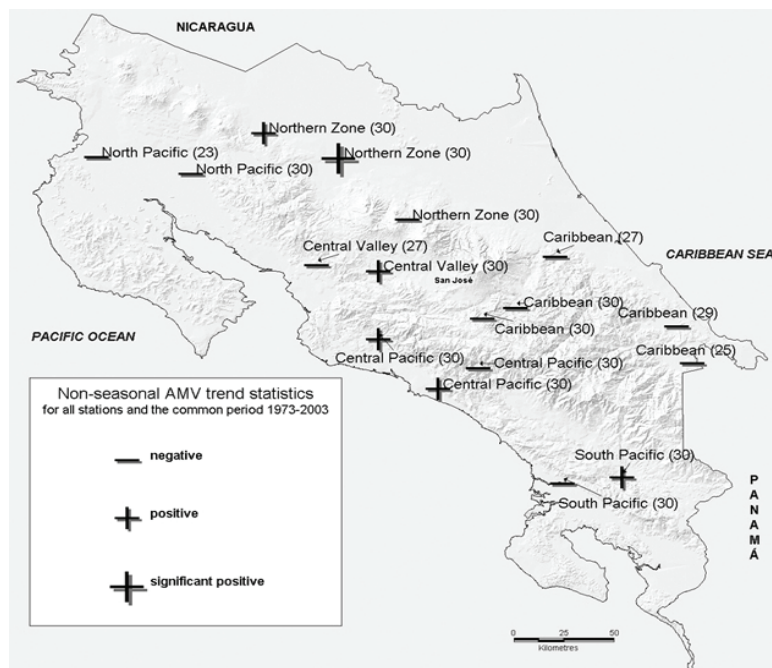 NICARAGUA
Northern Zone (30)
North Pacific (23)
Northern Zone (30)
North Pacific (30)
Northern Zone (30)
Central Valley (27)
Caribbean (27)
CARIBBEAN SEA
Central Valley (30)
San José
Caribbean (30)
Caribbean (29)
Caribbean (30)
PACIFIC OCEAN
Central Pacific (30)
Central Pacific (30)
Caribbean (25)
Central Pacific (30)
Non-seasonal AMV trend statistics
for all stations and the common period 1973-2003
negative
positive
significant positive
South Pacific (30)
South Pacific (30)
PANAMÁ
0 25 50
Kilometres